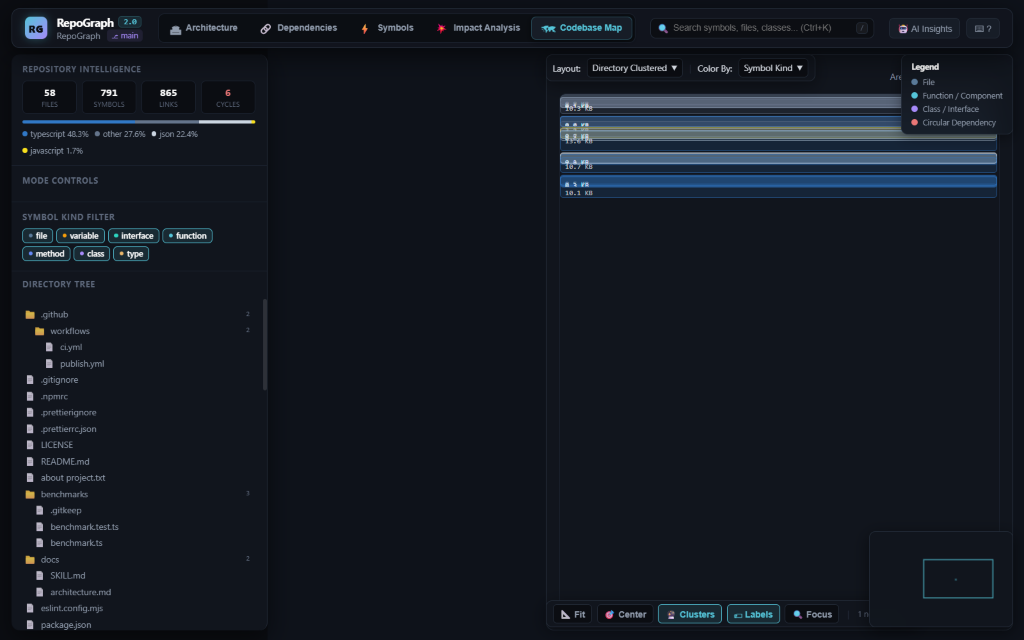 RG RepoGraph 2.0
RepoGraph main
Architecture Dependencies Symbols Impact Analysis Codebase Map
Search symbols, files, classes... (Ctrl+K) /
AI Insights ?
REPOSITORY INTELLIGENCE
58 791 865 6
FILES SYMBOLS LINKS CYCLES
typescript 48.3% other 27.6% json 22.4%
javascript 1.7%
MODE CONTROLS
SYMBOL KIND FILTER
file variable interface function
method class type
DIRECTORY TREE
.github 2
workflows 2
ci.yml
publish.yml
.gitignore
.npmrc
.prettierignore
.prettierrc.json
LICENSE
README.md
about project.txt
benchmarks 3
.gitkeep
benchmark.test.ts
benchmark.ts
docs 2
SKILL.md
architecture.md
eslint.config.mjs
package.json
Layout: Directory Clustered ▼ Color By: Symbol Kind ▼
Legend
File
Function / Component
Class / Interface
Circular Dependency
10.7 KB
10.1 KB
Fit Center Clusters Labels Focus